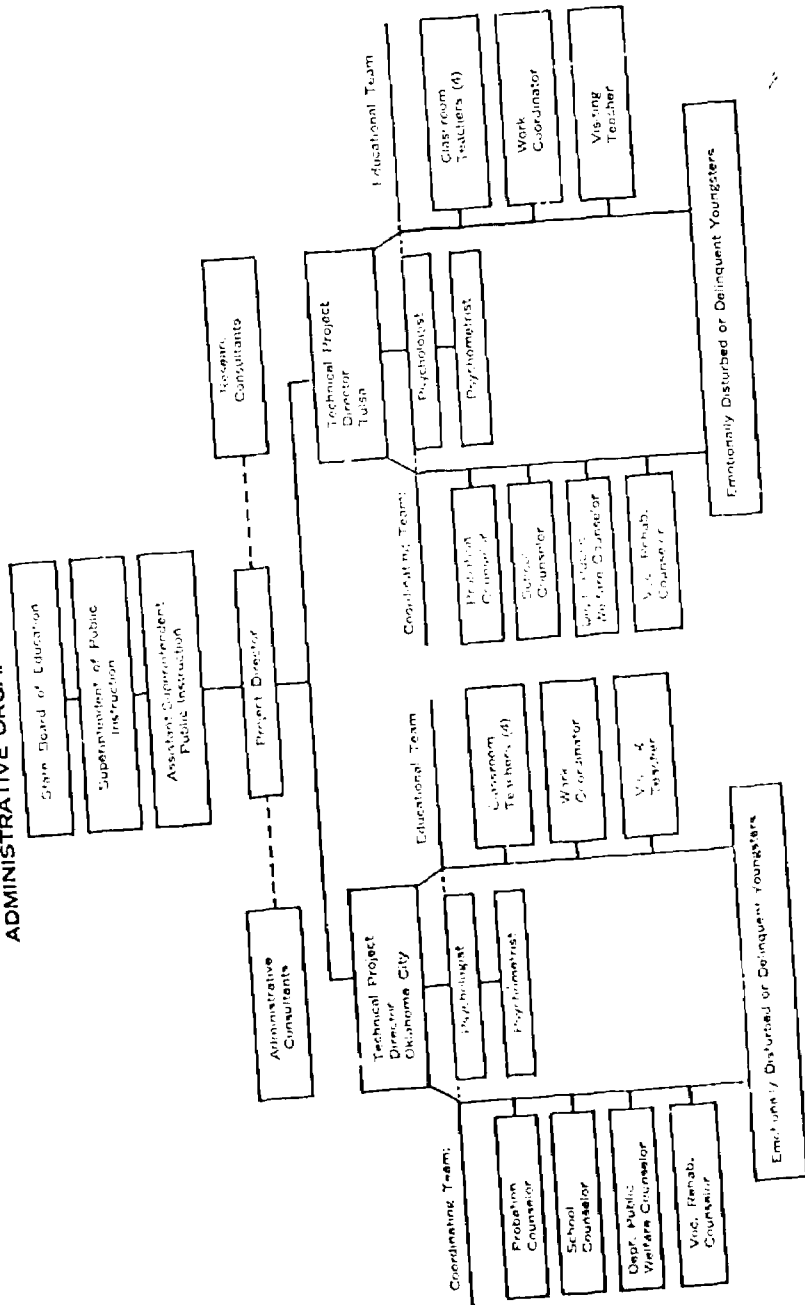 ADMINISTRATIVE
State Board of Education
Superintendent of Public
Instruction
Assistant Superintendent
Public Instruction
Administrative
Consultants
Project Director
Consultants
Technical Project
Director
Oklahoma City
Technical Project
Director
Tulsa
Coordinating Team:
Probation
Counselor
School
Counselor
Dept. Public
Welfare Counselor
Voc. Rehab.
Counselor
Psychologist
Psychometrist
Educational Team
Classroom
Teachers (4)
Work
Coordinator
Teacher
Emotionally Disturbed or Delinquent Youngsters
Coordinating Team:
Probation
Counselor
School
Counselor
Welfare Counselor
Voc. Rehab.
Counselor
Psychologist
Psychometrist
Educational Team
Classroom
Teachers (4)
Work
Coordinator
Visiting
Teacher
Emotionally Disturbed or Delinquent Youngsters